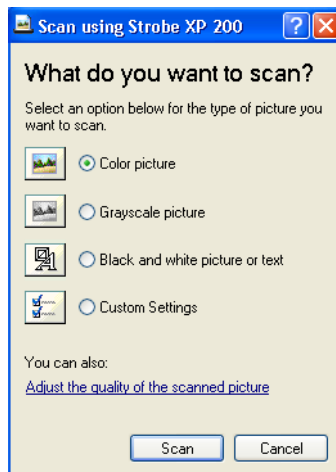 Scan using Strobe XP 200
What do you want to scan?
Select an option below for the type of picture you
want to scan.
Color picture
Grayscale picture
Black and white picture or text
Custom Settings
You can also:
Adjust the quality of the scanned picture
Scan
Cancel